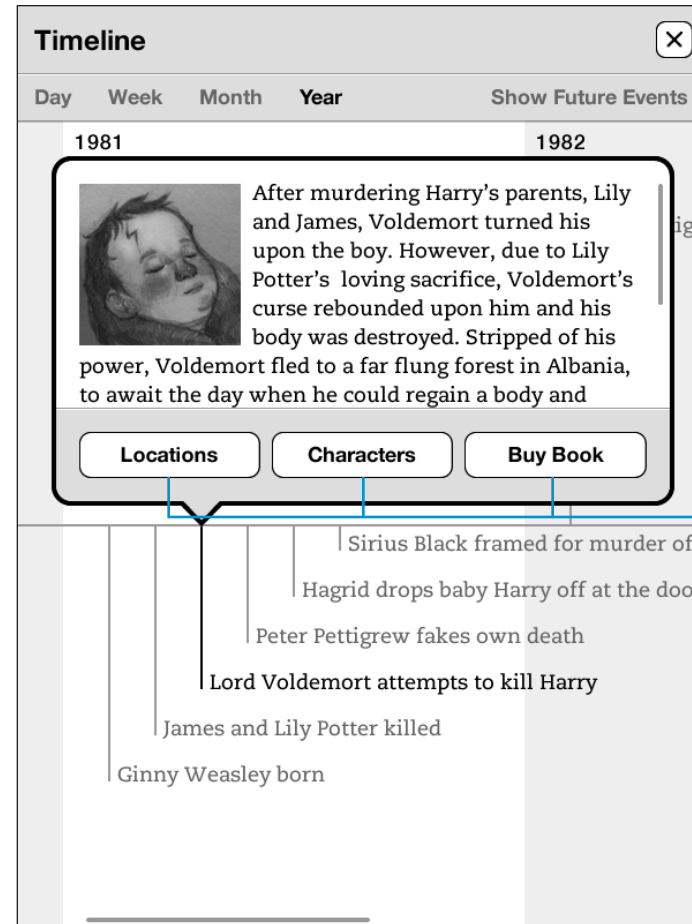 Timeline
Day Week Month Year Show Future Events
1981 1982
After murdering Harry’s parents, Lily
and James, Voldemort turned his
upon the boy. However, due to Lily
Potter’s loving sacrifice, Voldemort’s
curse rebounded upon him and his
body was destroyed. Stripped of his
power, Voldemort fled to a far flung forest in Albania,
to await the day when he could regain a body and
Locations Characters Buy Book
Sirius Black framed for murder of
Hagrid drops baby Harry off at the doo
Peter Pettigrew fakes own death
Lord Voldemort attempts to kill Harry
James and Lily Potter killed
Ginny Weasley born